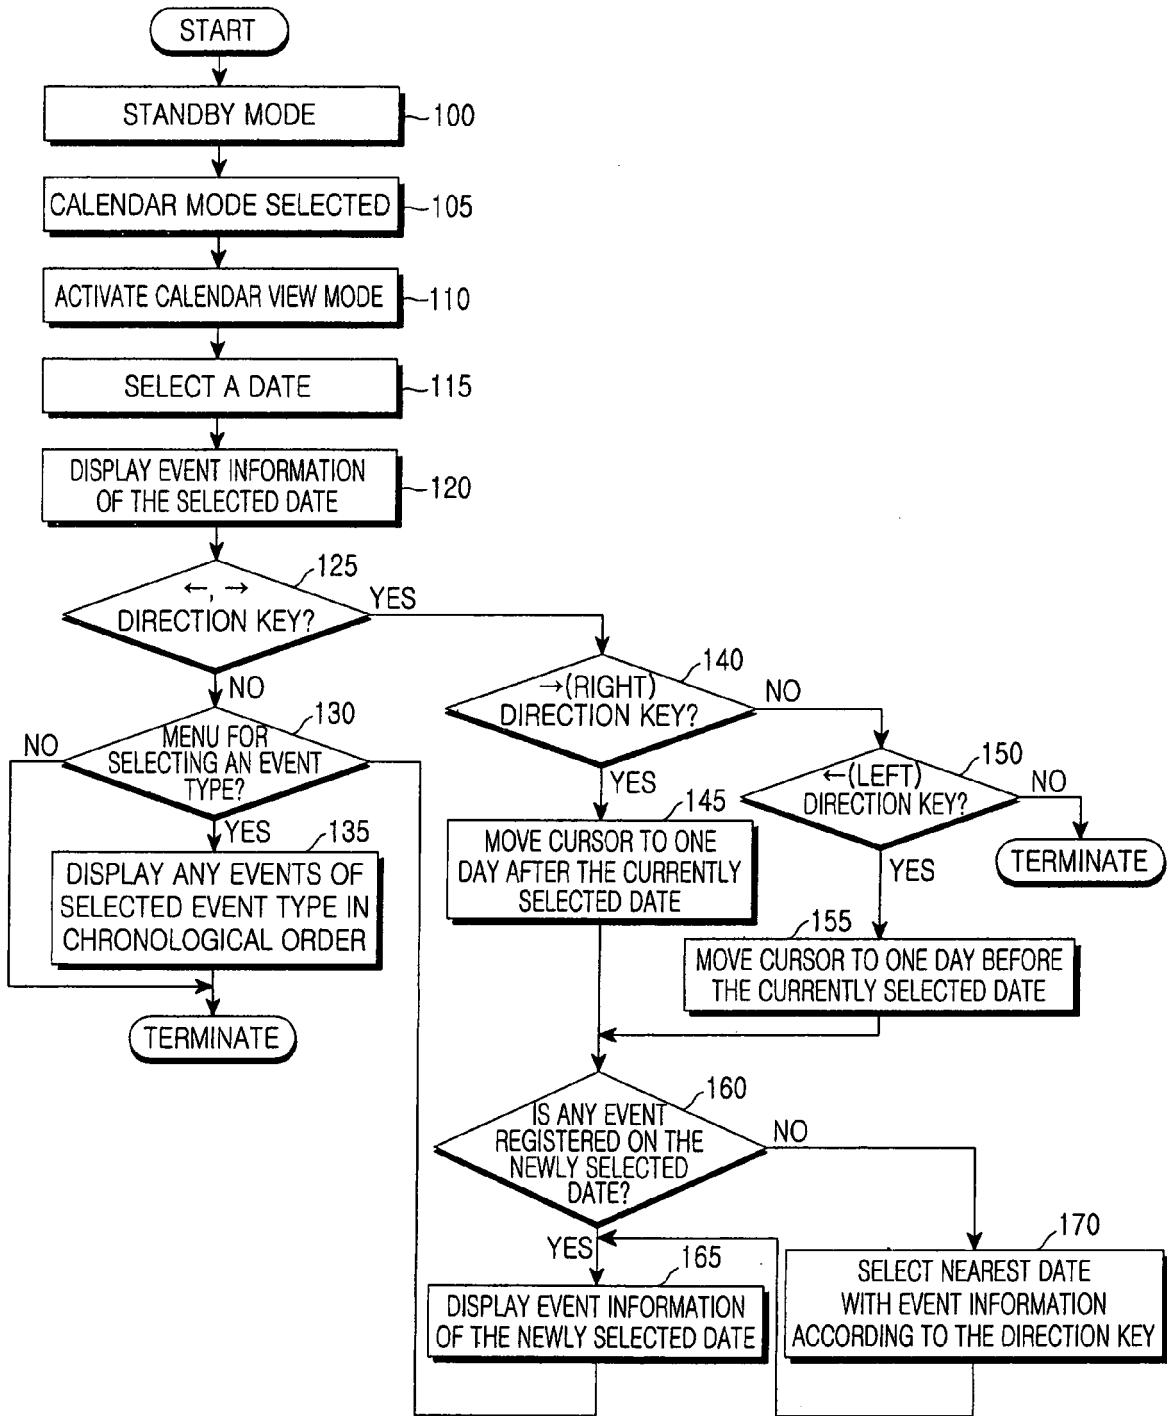 START
STANDBY MODE
100
CALENDAR MODE SELECTED
105
ACTIVATE CALENDAR VIEW MODE
110
SELECT A DATE
115
DISPLAY EVENT INFORMATION
OF THE SELECTED DATE
120
←, →
DIRECTION KEY?
125
YES
NO
MENU FOR
SELECTING AN EVENT
TYPE?
130
NO
YES
135
DISPLAY ANY EVENTS OF
SELECTED EVENT TYPE IN
CHRONOLOGICAL ORDER
TERMINATE
→(RIGHT)
DIRECTION KEY?
140
NO
YES
145
MOVE CURSOR TO ONE
DAY AFTER THE CURRENTLY
SELECTED DATE
←(LEFT)
DIRECTION KEY?
150
NO
TERMINATE
YES
155
MOVE CURSOR TO ONE DAY BEFORE
THE CURRENTLY SELECTED DATE
IS ANY EVENT
REGISTERED ON THE
NEWLY SELECTED
DATE?
160
NO
YES
165
DISPLAY EVENT INFORMATION
OF THE NEWLY SELECTED DATE
170
SELECT NEAREST DATE
WITH EVENT INFORMATION
ACCORDING TO THE DIRECTION KEY